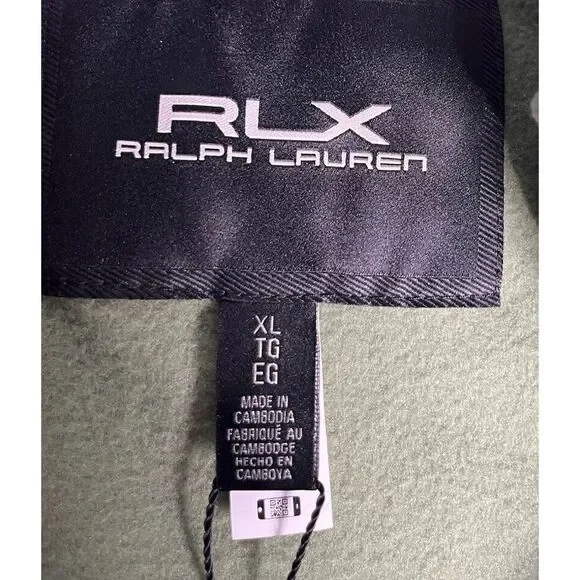 RLX
RALPH LAUREN
XL
TG
EG
MADE IN
CAMBODIA
FABRIQUÉ AU
CAMBODGE
HECHO EN
CAMBOYA